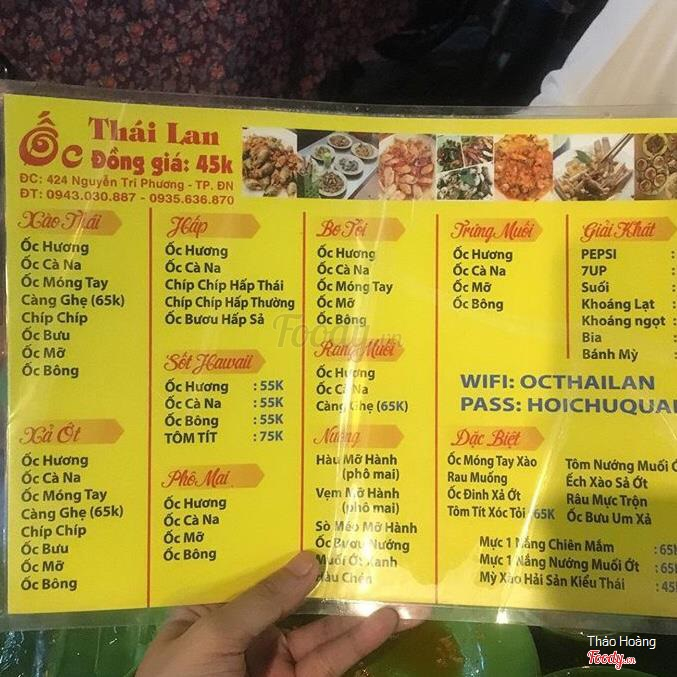 Ốc Thái Lan
Đồng giá: 45k
ĐC: 424 Nguyễn Tri Phương - TP. ĐN
ĐT: 0943.030.887 - 0935.636.870
Xào Thái
Ốc Hương
Ốc Cà Na
Ốc Móng Tay
Càng Ghẹ (65k)
Chíp Chíp
Ốc Bưu
Ốc Mỡ
Ốc Bông
Xả Ớt
Ốc Hương
Ốc Cà Na
Ốc Móng Tay
Càng Ghẹ (65k)
Chíp Chíp
Ốc Bưu
Ốc Mỡ
Ốc Bông
Hấp
Ốc Hương
Ốc Cà Na
Chíp Chíp Hấp Thái
Chíp Chíp Hấp Thường
Ốc Bươu Hấp Sả
Sốt Hawaii
Ốc Hương : 55K
Ốc Cà Na : 55K
Ốc Bông : 55K
TÔM TÍT : 75K
Phô Mai
Ốc Hương
Ốc Cà Na
Ốc Mỡ
Ốc Bông
Bơ Tỏi
Ốc Hương
Ốc Cà Na
Ốc Móng Tay
Ốc Mỡ
Ốc Bông
Rang Muối
Ốc Hương
Ốc Cà Na
Càng Ghẹ (65K)
Nướng
Hàu Mỡ Hành
(phô mai)
Vẹm Mỡ Hành
(phô mai)
Sò Méo Mỡ Hành
Ốc Bươu Nướng
Muối Ớt Xanh
Hàu Chén
Trứng Muối
Ốc Hương
Ốc Cà Na
Ốc Mỡ
Ốc Bông
Giải Khát
PEPSI :
7UP :
Suối :
Khoáng Lạt :
Khoáng ngọt :
Bia :
Bánh Mỳ :
WIFI: OCTHAILAN
PASS: HOICHUQUAN
Đặc Biệt
Ốc Móng Tay Xào
Rau Muống
Ốc Đinh Xả Ớt
Tôm Tít Xóc Tỏi : 65K
Tôm Nướng Muối Ớt
Ếch Xào Sả Ớt
Râu Mực Trộn
Ốc Bưu Um Xả
Mực 1 Nắng Chiên Mắm : 65k
Mực 1 Nắng Nướng Muối Ớt : 65k
Mỳ Xào Hải Sản Kiểu Thái : 45k
Foody.vn
Thảo Hoàng
Foody.vn